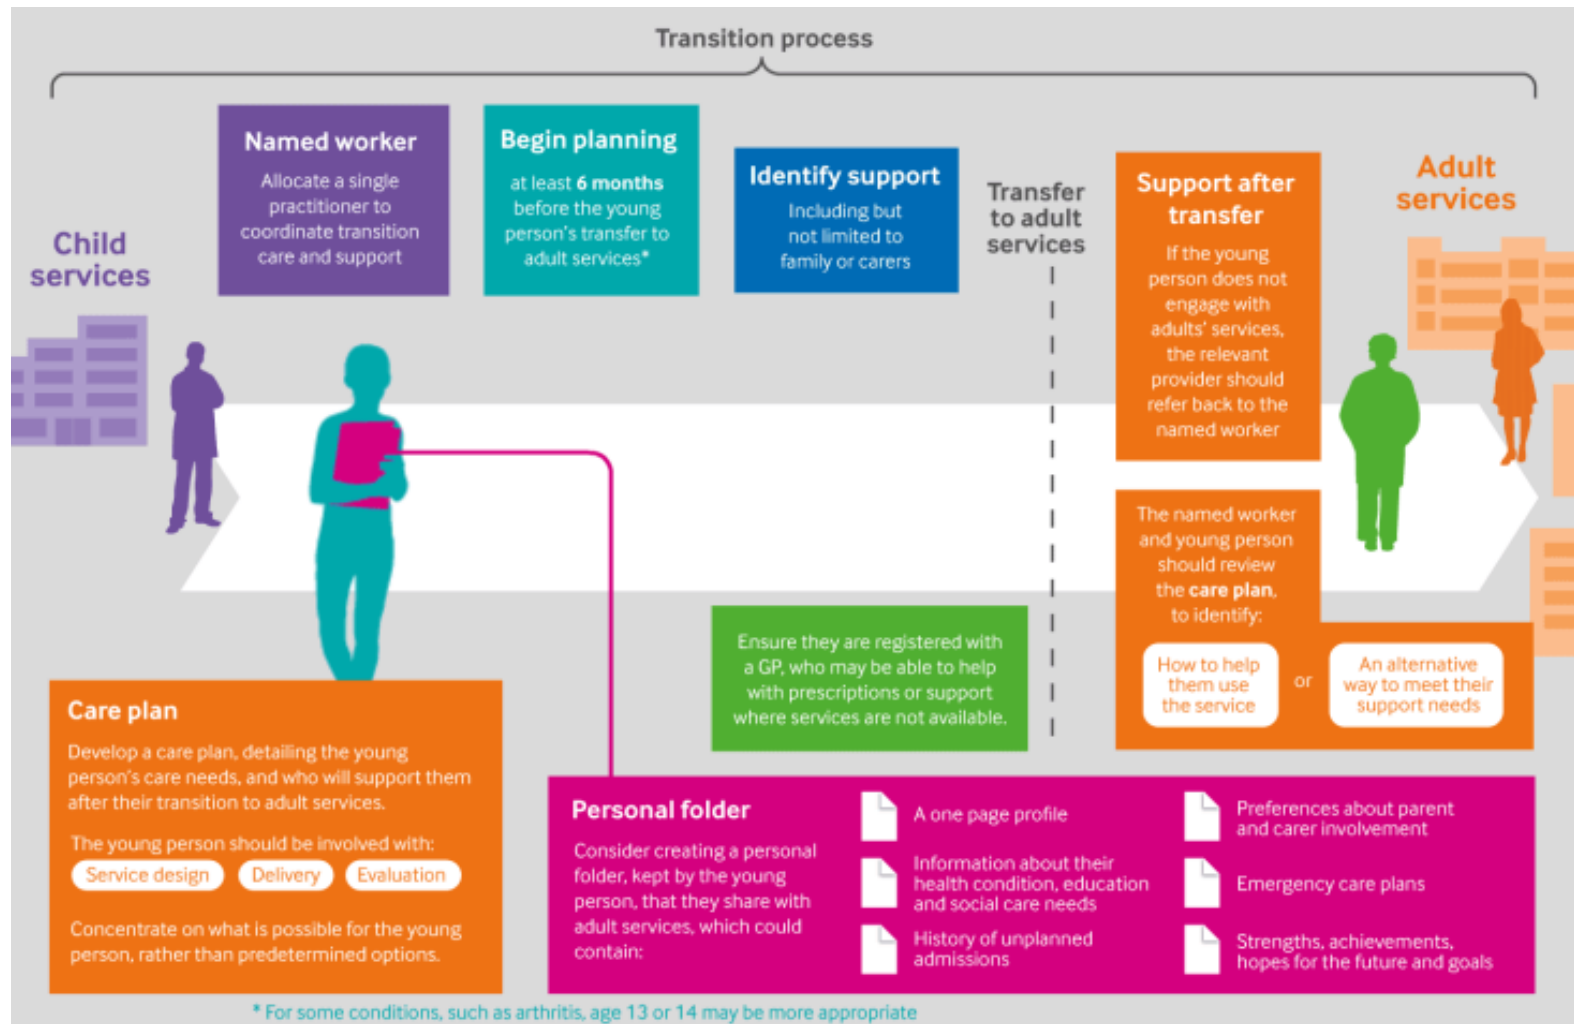 Transition process
Child
services
Named worker
Allocate a single
practitioner to
coordinate transition
care and support
Begin planning
at least 6 months
before the young
person's transfer to
adult services*
Identify support
Including but
not limited to
family or carers
Transfer
to adult
services
Support after
transfer
If the young
person does not
engage with
adults' services,
the relevant
provider should
refer back to the
named worker
Adult
services
The named worker
and young person
should review
the care plan,
to identify:
How to help
them use
the service
or
An alternative
way to meet their
support needs
Ensure they are registered with
a GP, who may be able to help
with prescriptions or support
where services are not available.
Care plan
Develop a care plan, detailing the young
person's care needs, and who will support them
after their transition to adult services.
The young person should be involved with:
Service design
Delivery
Evaluation
Concentrate on what is possible for the young
person, rather than predetermined options.
Personal folder
Consider creating a personal
folder, kept by the young
person, that they share with
adult services, which could
contain:
A one page profile
Information about their
health condition, education
and social care needs
History of unplanned
admissions
Preferences about parent
and carer involvement
Emergency care plans
Strengths, achievements,
hopes for the future and goals
* For some conditions, such as arthritis, age 13 or 14 may be more appropriate